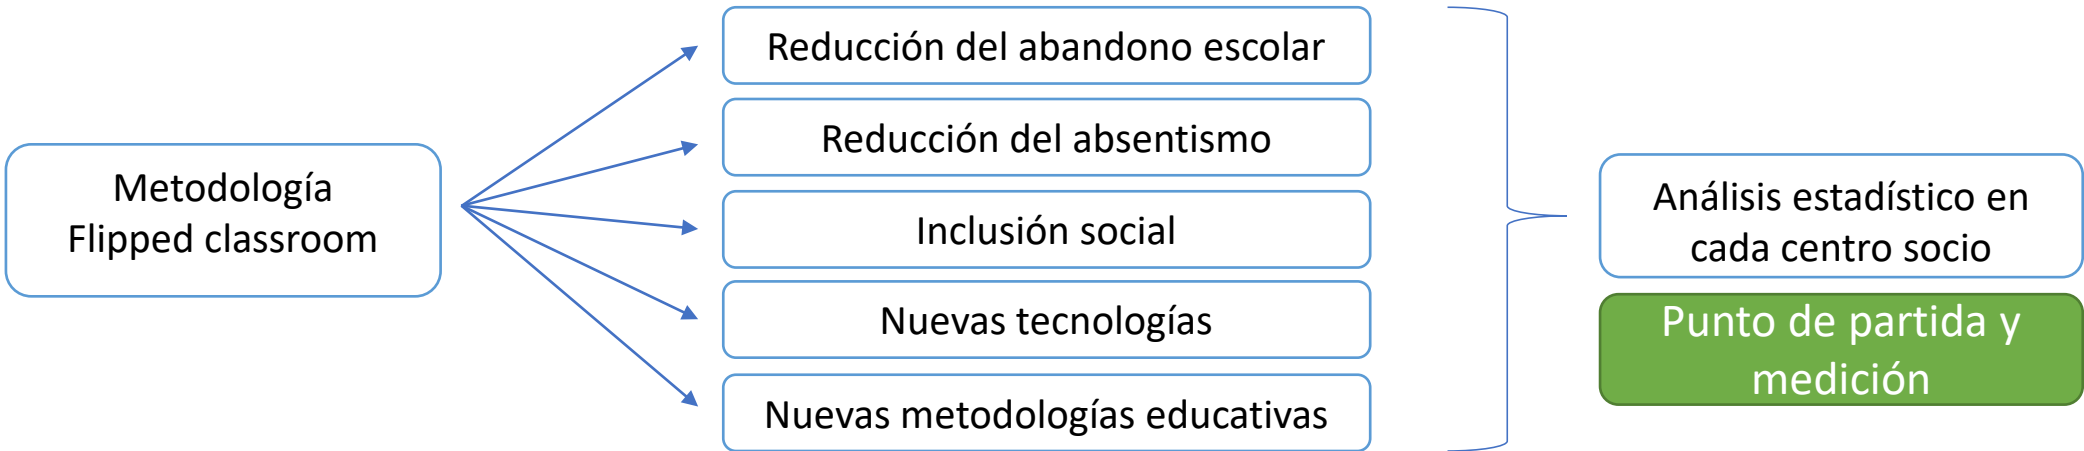 Metodología
Flipped classroom
Reducción del abandono escolar
Reducción del absentismo
Inclusión social
Nuevas tecnologías
Nuevas metodologías educativas
Análisis estadístico en
cada centro socio
Punto de partida y
medición